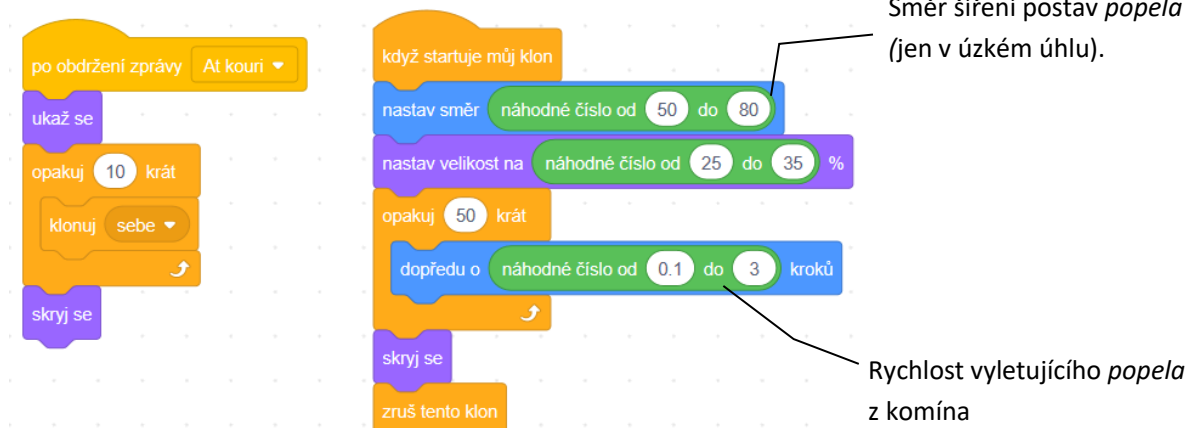 po obdržení zprávy At kouri
ukaž se
opakuj 10 krát
klonuj sebe
skryj se
když startuje můj klon
nastav směr náhodné číslo od 50 do 80
nastav velikost na náhodné číslo od 25 do 35 %
opakuj 50 krát
dopředu o náhodné číslo od 0.1 do 3 kroků
skryj se
zruš tento klon
Směr šíření postav popela
(jen v úzkém úhlu).
Rychlost vyletujícího popela
z komína